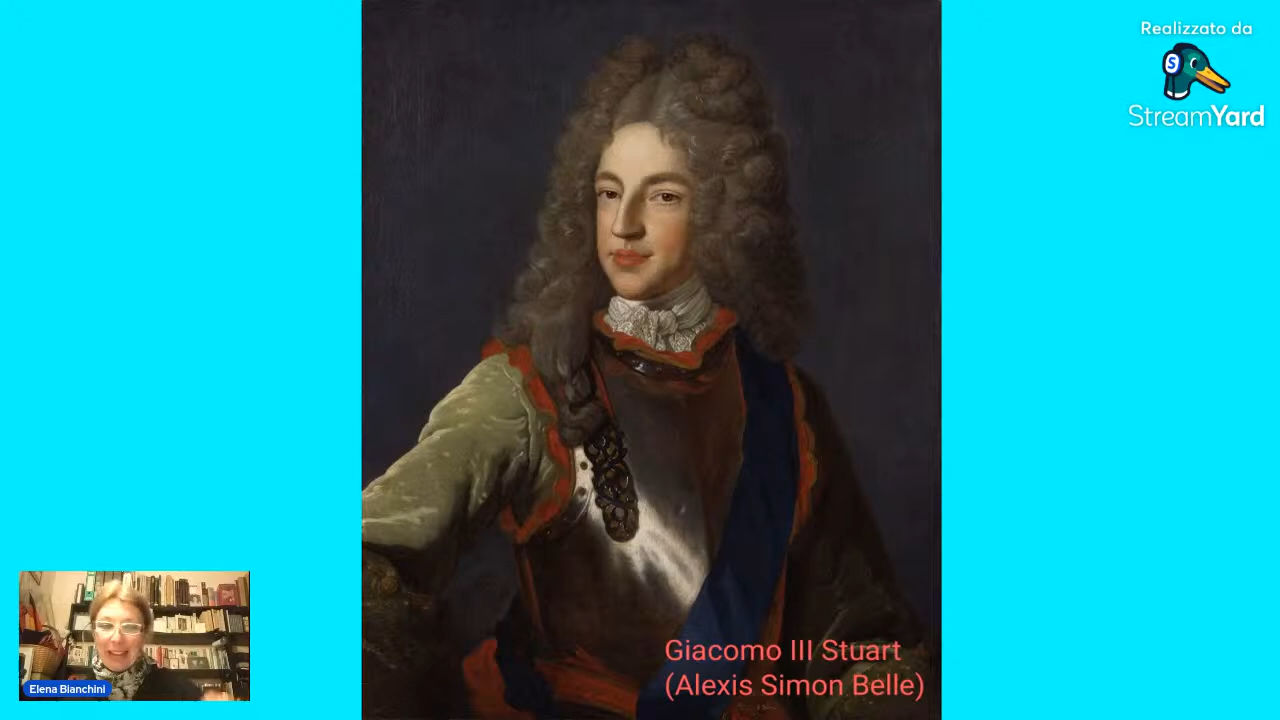 Realizzato da
S
StreamYard
Giacomo III Stuart
(Alexis Simon Belle)
Elena Bianchini